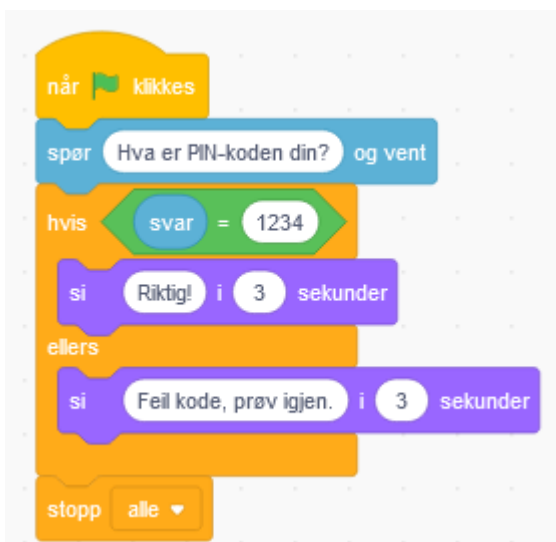 når klikkes
spør Hva er PIN-koden din? og vent
hvis svar = 1234
si Riktig! i 3 sekunder
ellers
si Feil kode, prøv igjen. i 3 sekunder
stopp alle